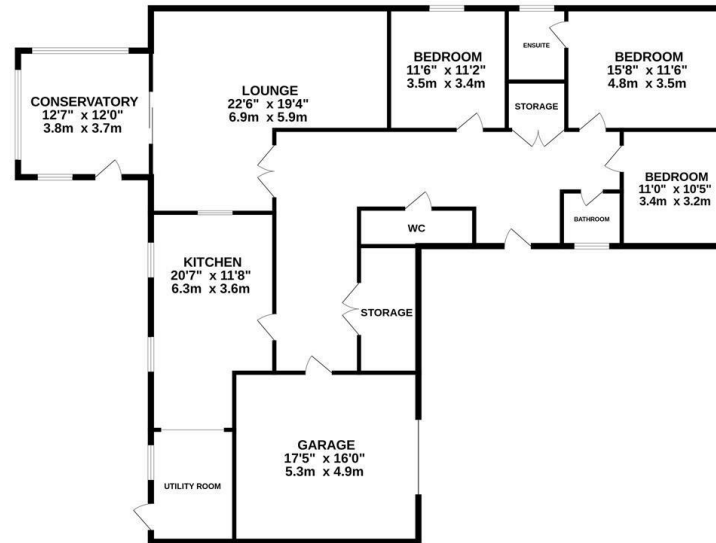 CONSERVATORY
12'7" x 12'0"
3.8m x 3.7m
LOUNGE
22'6" x 19'4"
6.9m x 5.9m
BEDROOM
11'6" x 11'2"
3.5m x 3.4m
ENSUITE
STORAGE
BEDROOM
15'8" x 11'6"
4.8m x 3.5m
BEDROOM
11'0" x 10'5"
3.4m x 3.2m
BATHROOM
WC
KITCHEN
20'7" x 11'8"
6.3m x 3.6m
STORAGE
GARAGE
17'5" x 16'0"
5.3m x 4.9m
UTILITY ROOM